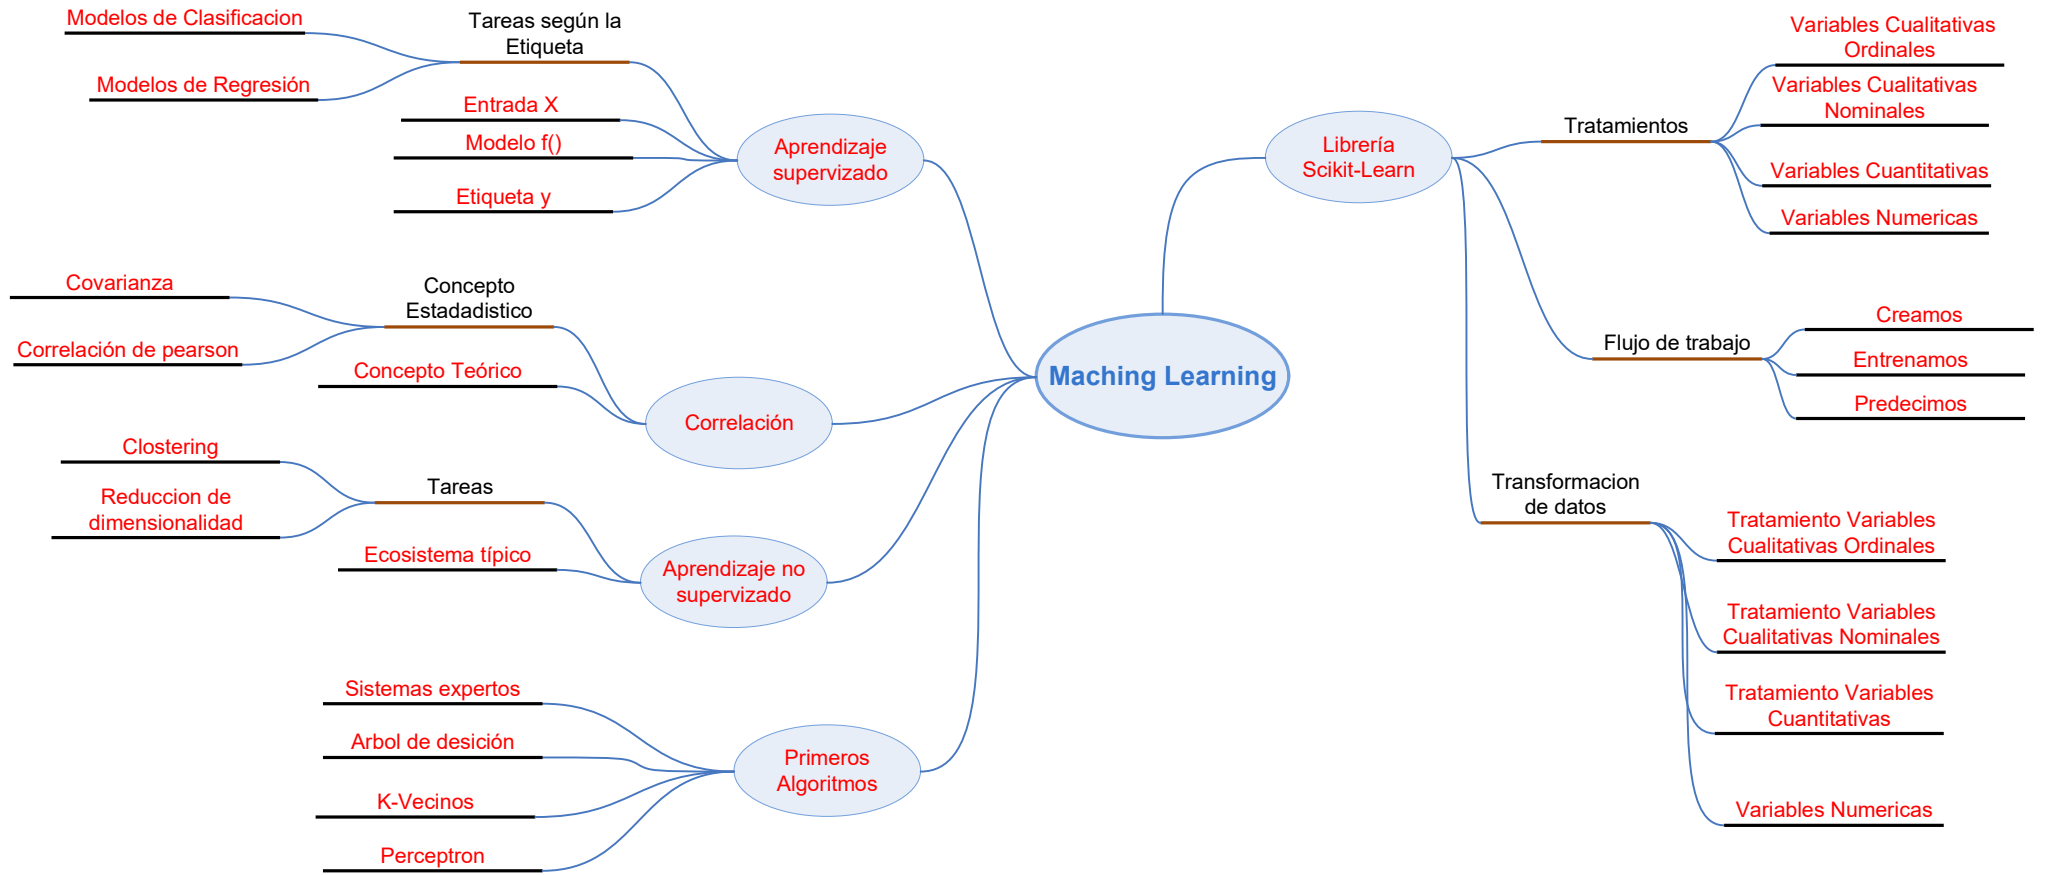 Maching Learning
Aprendizaje
supervizado
Tareas según la
Etiqueta
Modelos de Clasificacion
Modelos de Regresión
Entrada X
Modelo f()
Etiqueta y
Correlación
Concepto
Estadadistico
Covarianza
Correlación de pearson
Concepto Teórico
Aprendizaje no
supervizado
Tareas
Clostering
Reduccion de
dimensionalidad
Ecosistema típico
Primeros
Algoritmos
Sistemas expertos
Arbol de desición
K-Vecinos
Perceptron
Librería
Scikit-Learn
Tratamientos
Variables Cualitativas
Ordinales
Variables Cualitativas
Nominales
Variables Cuantitativas
Variables Numericas
Flujo de trabajo
Creamos
Entrenamos
Predecimos
Transformacion
de datos
Tratamiento Variables
Cualitativas Ordinales
Tratamiento Variables
Cualitativas Nominales
Tratamiento Variables
Cuantitativas
Variables Numericas